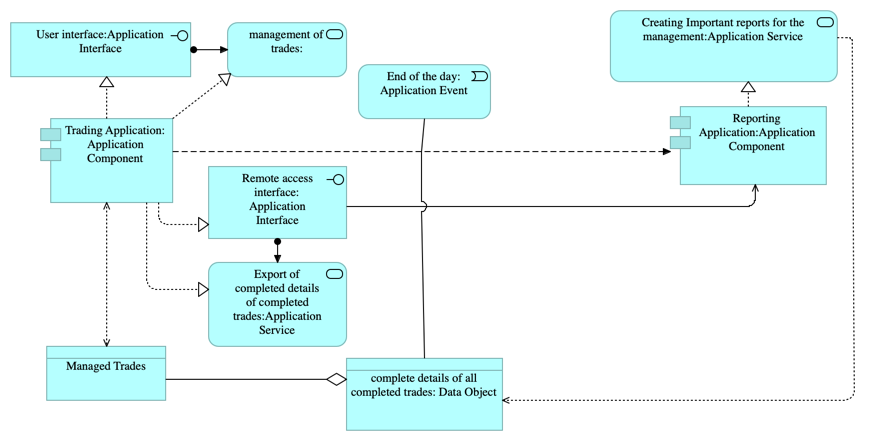 User interface:Application
Interface
management of
trades:
End of the day:
Application Event
Creating Important reports for the
management:Application Service
Trading Application:
Application
Component
Reporting
Application:Application
Component
Remote access
interface:
Application
Interface
Export of
completed details
of completed
trades:Application
Service
Managed Trades
complete details of all
completed trades: Data Object